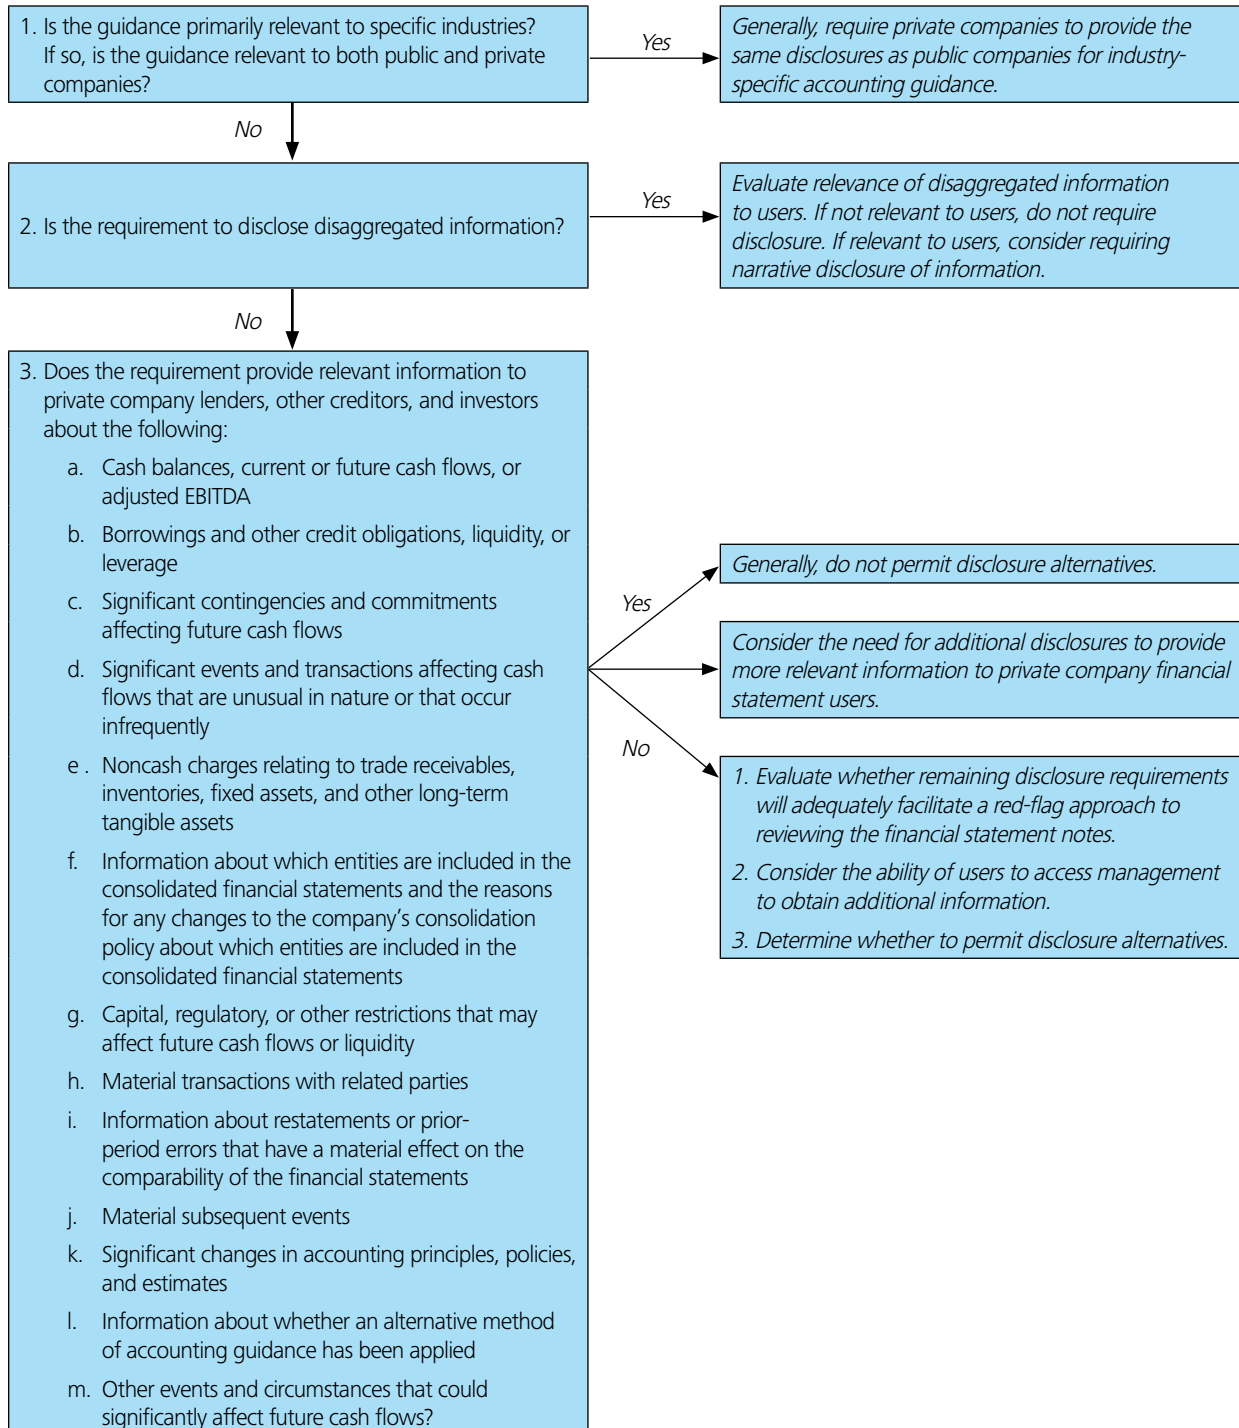 1. Is the guidance primarily relevant to specific industries?
If so, is the guidance relevant to both public and private
companies?
Yes
Generally, require private companies to provide the
same disclosures as public companies for industry-
specific accounting guidance.
No
2. Is the requirement to disclose disaggregated information?
Yes
Evaluate relevance of disaggregated information
to users. If not relevant to users, do not require
disclosure. If relevant to users, consider requiring
narrative disclosure of information.
No
3. Does the requirement provide relevant information to
private company lenders, other creditors, and investors
about the following:
a. Cash balances, current or future cash flows, or
adjusted EBITDA
b. Borrowings and other credit obligations, liquidity, or
leverage
c. Significant contingencies and commitments
affecting future cash flows
d. Significant events and transactions affecting cash
flows that are unusual in nature or that occur
infrequently
e . Noncash charges relating to trade receivables,
inventories, fixed assets, and other long-term
tangible assets
f. Information about which entities are included in the
consolidated financial statements and the reasons
for any changes to the company's consolidation
policy about which entities are included in the
consolidated financial statements
g. Capital, regulatory, or other restrictions that may
affect future cash flows or liquidity
h. Material transactions with related parties
i. Information about restatements or prior-
period errors that have a material effect on the
comparability of the financial statements
j. Material subsequent events
k. Significant changes in accounting principles, policies,
and estimates
l. Information about whether an alternative method
of accounting guidance has been applied
m. Other events and circumstances that could
significantly affect future cash flows?
Yes
Generally, do not permit disclosure alternatives.
Consider the need for additional disclosures to provide
more relevant information to private company financial
statement users.
No
1. Evaluate whether remaining disclosure requirements
will adequately facilitate a red-flag approach to
reviewing the financial statement notes.
2. Consider the ability of users to access management
to obtain additional information.
3. Determine whether to permit disclosure alternatives.